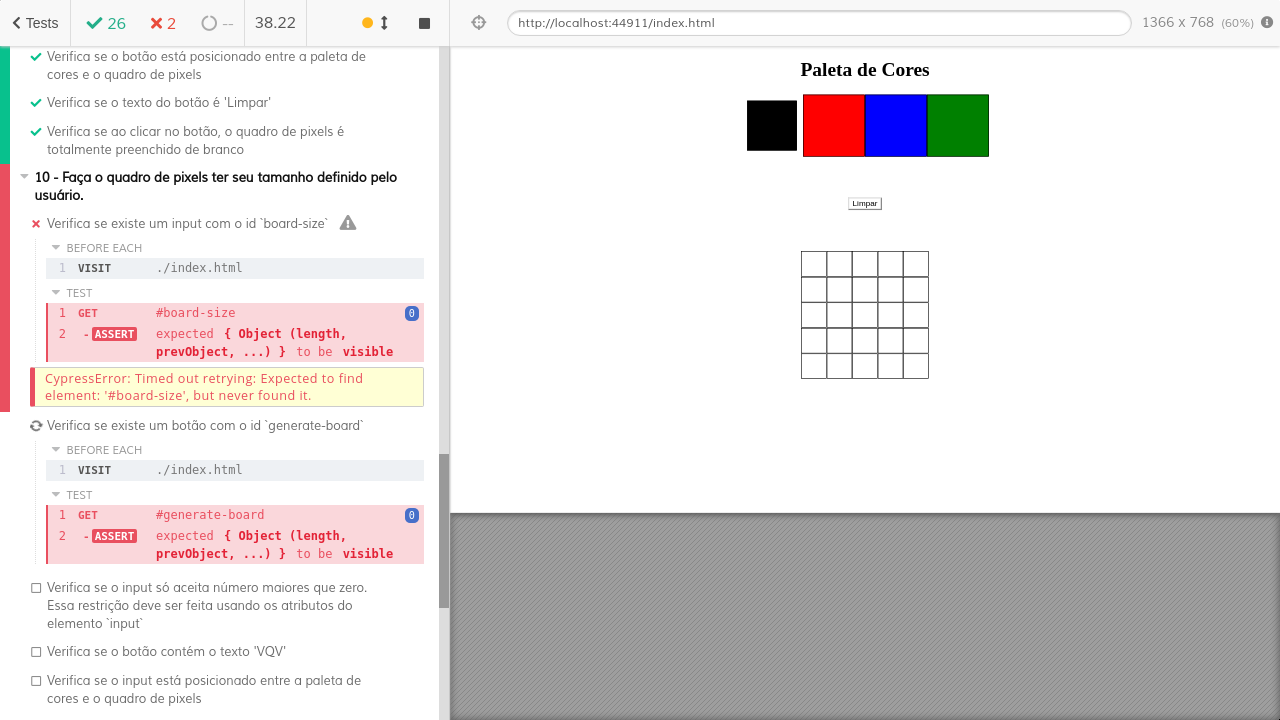 Tests 26 2 -- 38.22 http://localhost:44911/index.html 1366 x 768 (60%)
Verifica se o botão está posicionado entre a paleta de
cores e o quadro de pixels
Verifica se o texto do botão é 'Limpar'
Verifica se ao clicar no botão, o quadro de pixels é
totalmente preenchido de branco
10 - Faça o quadro de pixels ter seu tamanho definido pelo
usuário.
Verifica se existe um input com o id `board-size`
BEFORE EACH
1 VISIT ./index.html
TEST
1 GET #board-size 0
2 -ASSERT expected { Object (length,
prevObject, ...) } to be visible
CypressError: Timed out retrying: Expected to find
element: '#board-size', but never found it.
Verifica se existe um botão com o id `generate-board`
BEFORE EACH
1 VISIT ./index.html
TEST
1 GET #generate-board 0
2 -ASSERT expected { Object (length,
prevObject, ...) } to be visible
Verifica se o input só aceita número maiores que zero.
Essa restrição deve ser feita usando os atributos do
elemento `input`
Verifica se o botão contém o texto 'VQV'
Verifica se o input está posicionado entre a paleta de
cores e o quadro de pixels
Paleta de Cores
Limpar